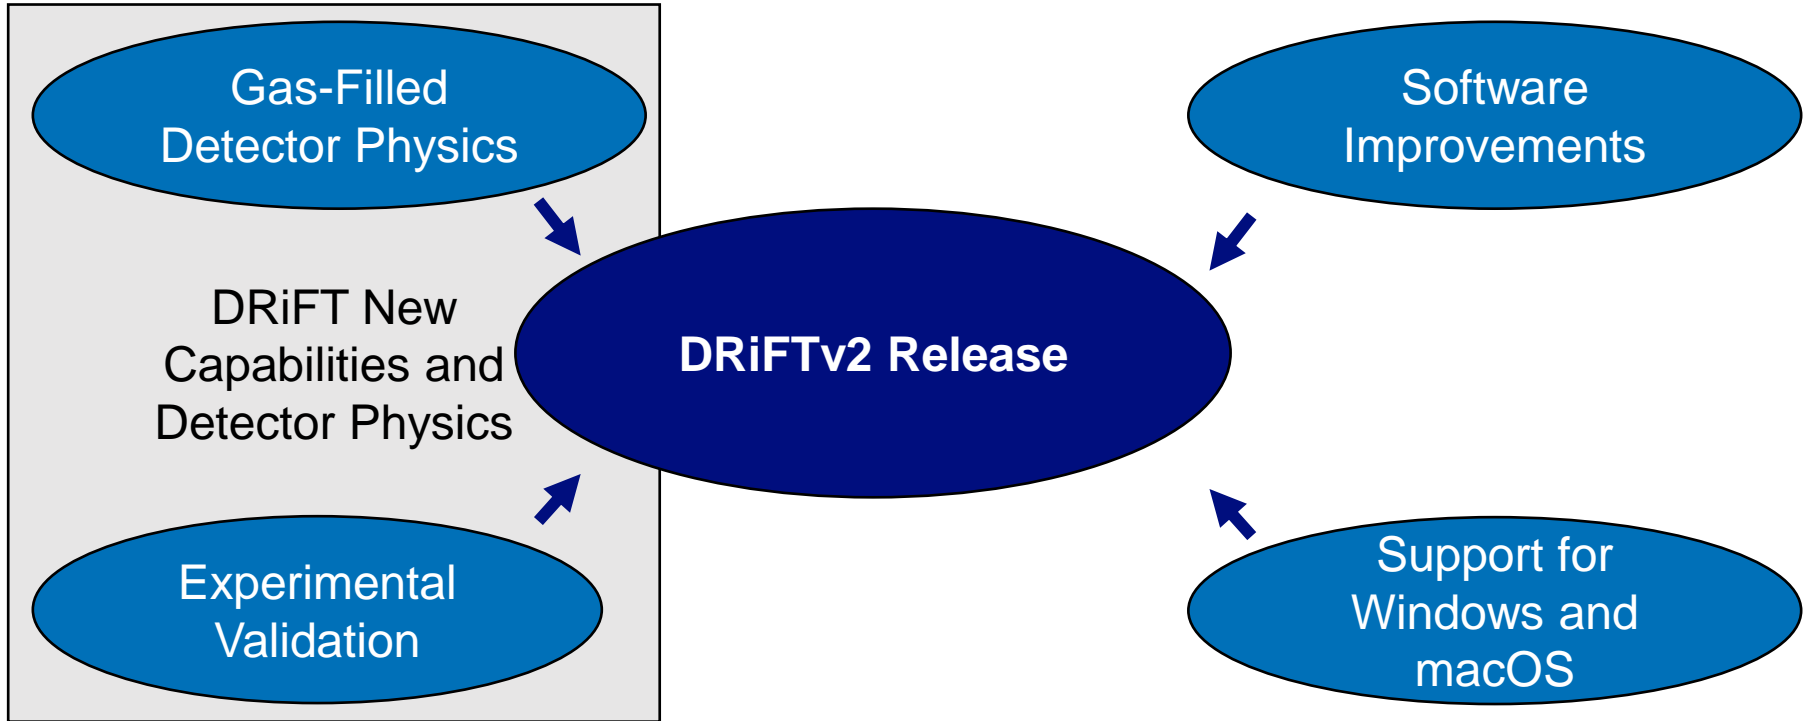 Gas-Filled
Detector Physics
Software
Improvements
DRiFT New
Capabilities and
Detector Physics
DRiFTv2 Release
Experimental
Validation
Support for
Windows and
macOS